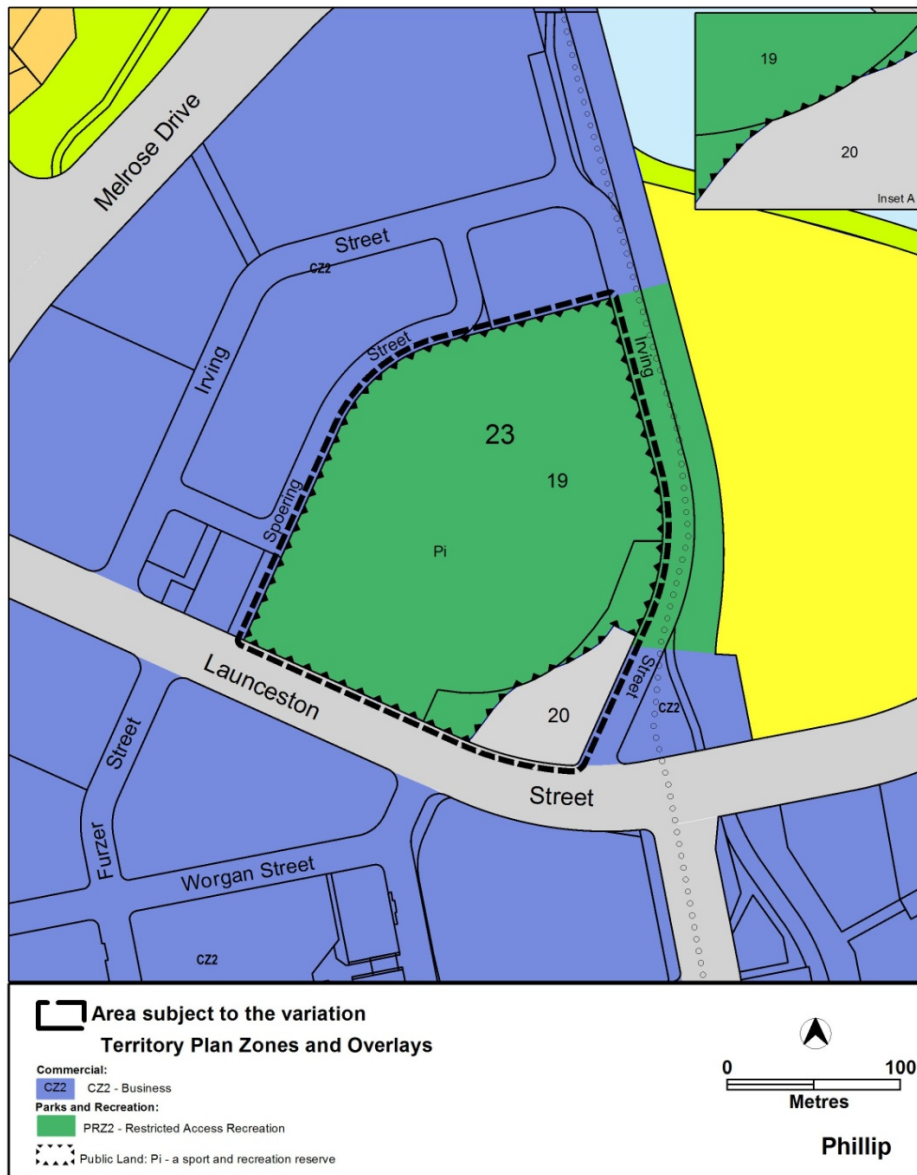 19
20
Inset A
Melrose Drive
Street
CZ2
Irving
Street
Irving
23
19
Spoering
Pi
Launceston
Street
20
CZ2
Street
Street
Furzer
Worgan Street
CZ2
Area subject to the variation
Territory Plan Zones and Overlays
Commercial:
CZ2 CZ2 - Business
Parks and Recreation:
PRZ2 - Restricted Access Recreation
Public Land: Pi - a sport and recreation reserve
0 100
Metres
Phillip